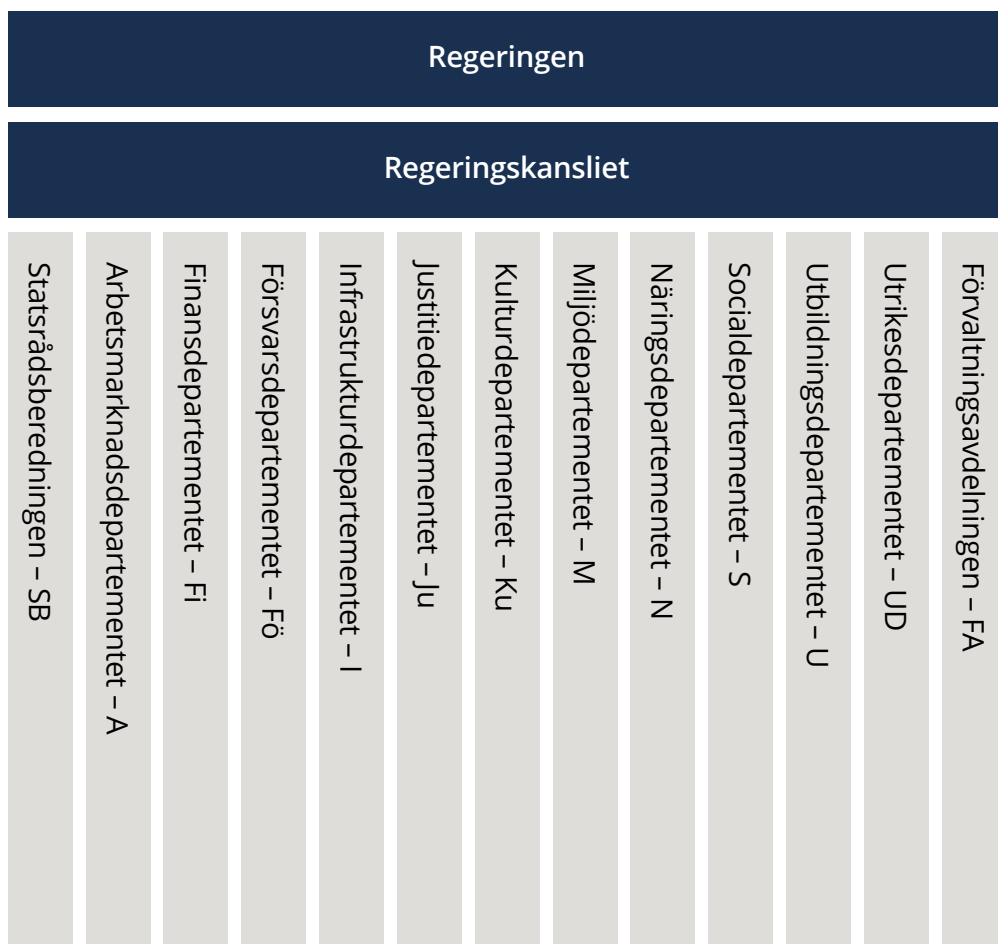 Regeringen
Regeringskansliet
Statsrådsberedningen – SB
Arbetsmarknadsdepartementet – A
Finansdepartementet – Fi
Försvarsdepartementet – Fö
Infrastrukturdepartementet – I
Justitiedepartementet – Ju
Kulturdepartementet – Ku
Miljödepartementet – M
Näringsdepartementet – N
Socialdepartementet – S
Utbildningsdepartementet – U
Utrikesdepartementet – UD
Förvaltningsavdelningen – FA